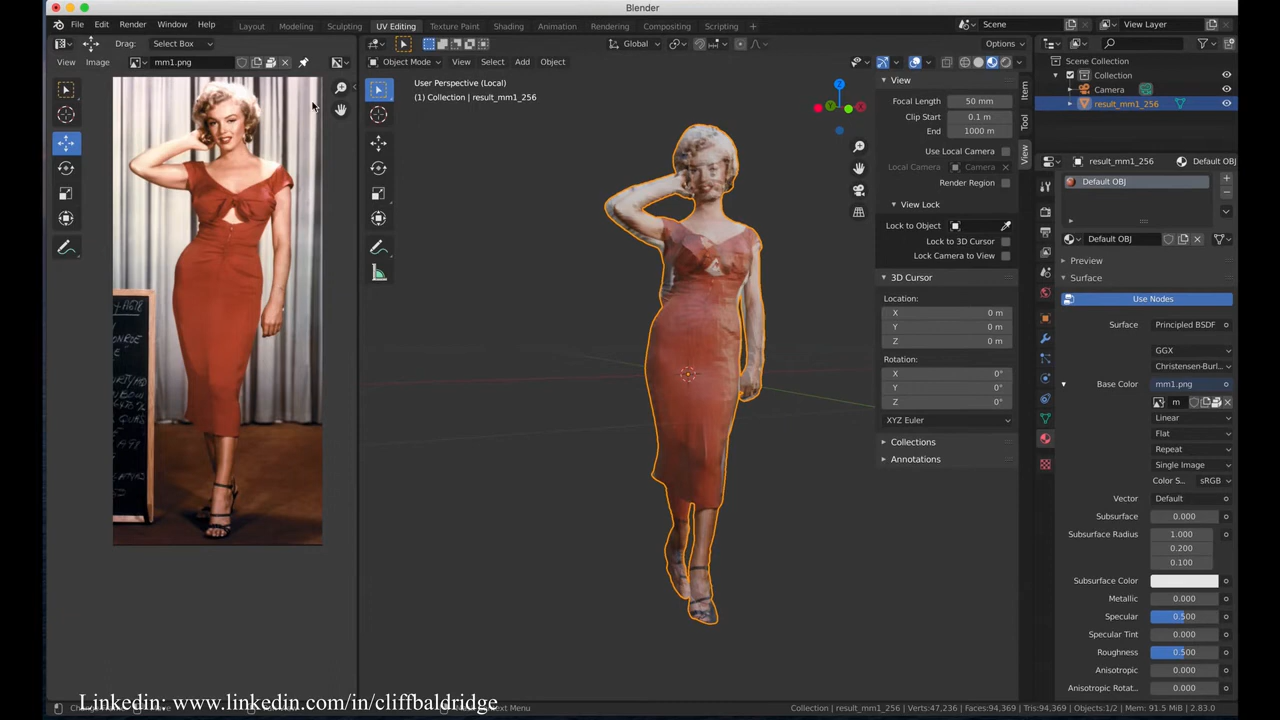 Blender
File Edit Render Window Help
Layout Modeling Sculpting UV Editing Texture Paint Shading Animation Rendering Compositing Scripting +
Scene
View Layer
Drag: Select Box
Global
Options
View Image mm1.png
Object Mode View Select Add Object
User Perspective (Local)
(1) Collection | result_mm1_256
View
Focal Length 50 mm
Clip Start 0.1 m
End 1000 m
Use Local Camera
Local Camera Camera
Render Region
View Lock
Lock to Object
Lock to 3D Cursor
Lock Camera to View
3D Cursor
Location:
X 0 m
Y 0 m
Z 0 m
Rotation:
X 0°
Y 0°
Z 0°
XYZ Euler
Collections
Annotations
Item
Tool
View
Scene Collection
Collection
Camera
result_mm1_256
result_mm1_256 Default OBJ
Default OBJ
Default OBJ
Preview
Surface
Use Nodes
Surface Principled BSDF
GGX
Christensen-Burl...
Base Color mm1.png
m
Linear
Flat
Repeat
Single Image
Color S... sRGB
Vector Default
Subsurface 0.000
Subsurface Radius 1.000
0.200
0.100
Subsurface Color
Metallic 0.000
Specular 0.500
Specular Tint 0.000
Roughness 0.500
Anisotropic 0.000
Anisotropic Rotat... 0.000
Linkedin: www.linkedin.com/in/cliffbaldridge
Collection | result_mm1_256 | Verts:47,236 | Faces:94,369 | Tris:94,369 | Objects:1/2 | Mem: 91.5 MiB | 2.83.0